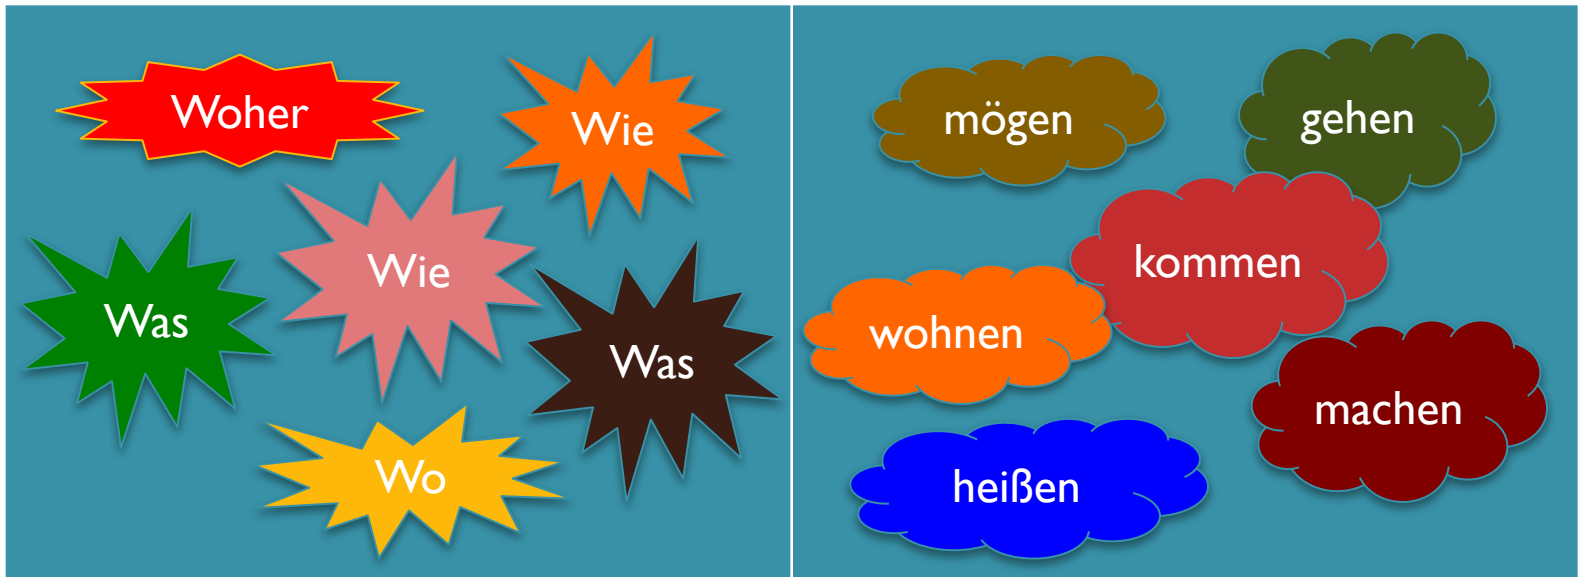 Woher
Wie
Wie
Was
Was
Wo
mögen
gehen
kommen
wohnen
machen
heißen